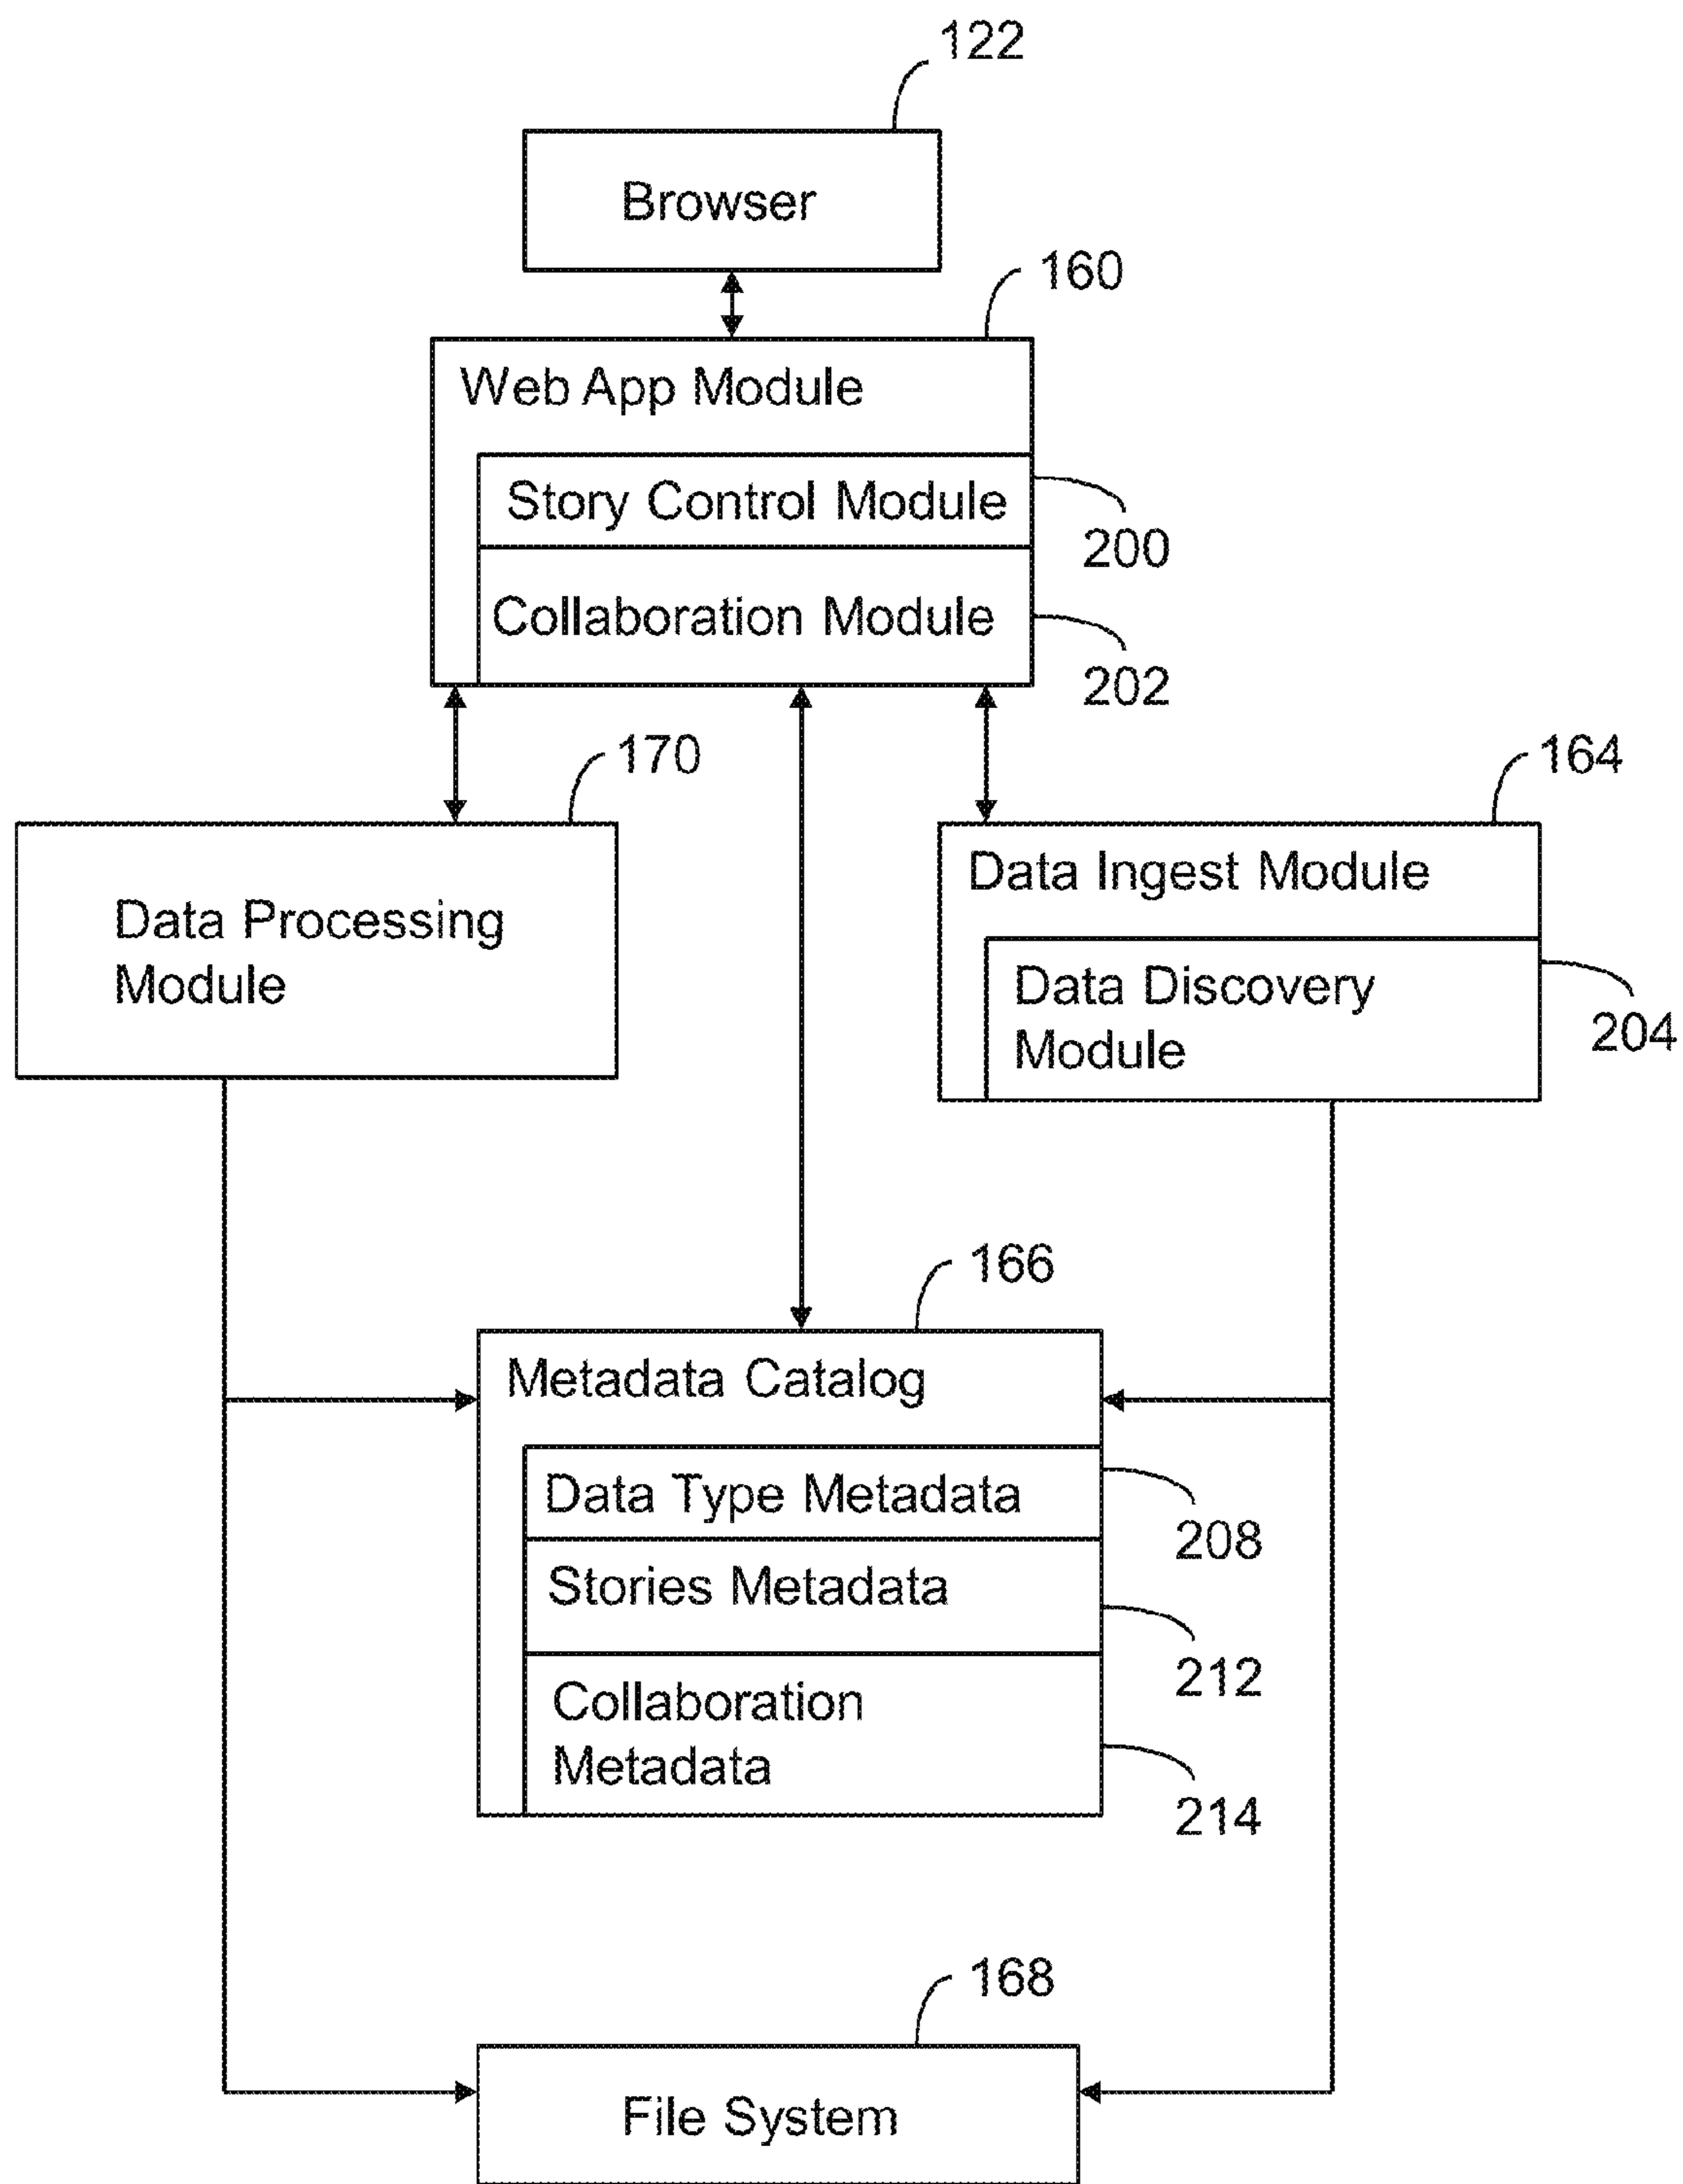 122
Browser
160
Web App Module
Story Control Module
200
Collaboration Module
202
170
164
Data Processing
Module
Data Ingest Module
Data Discovery
Module
204
166
Metadata Catalog
Data Type Metadata
208
Stories Metadata
212
Collaboration
Metadata
214
168
File System